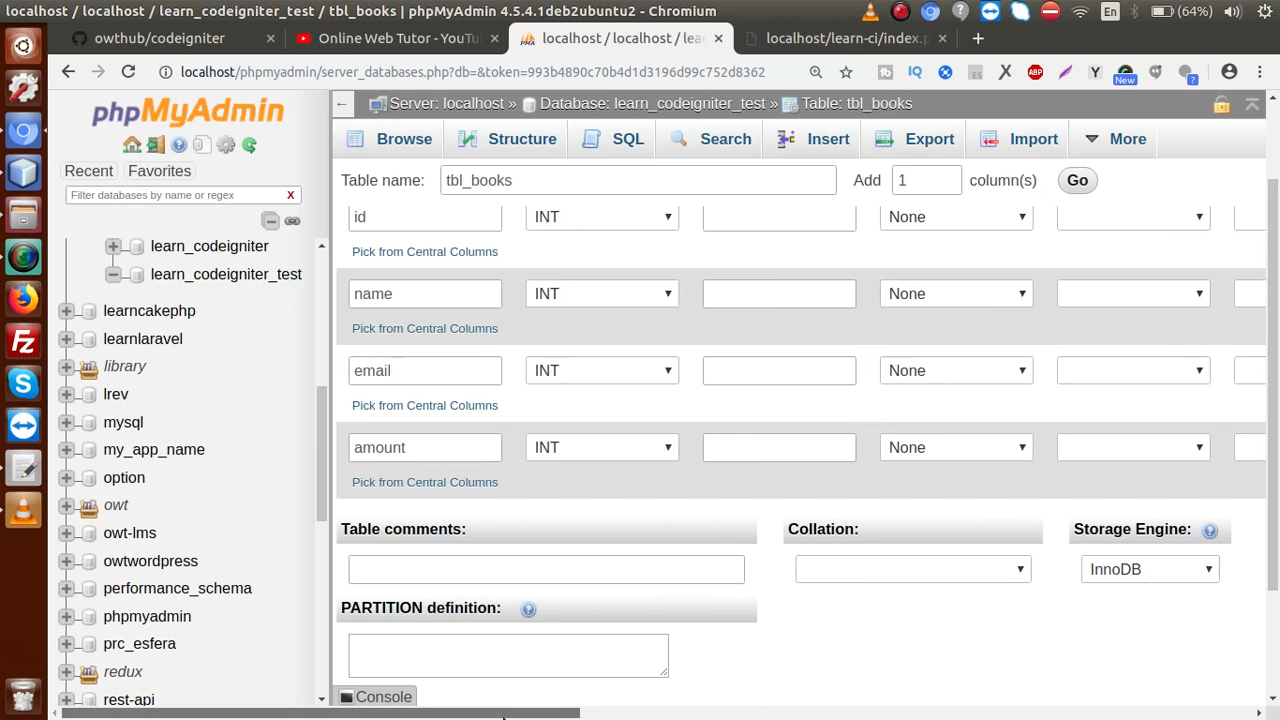 localhost / localhost / learn_codeigniter_test / tbl_books | phpMyAdmin 4.5.4.1deb2ubuntu2 - Chromium
En
(64%)
owthub/codeigniter
Online Web Tutor - YouTu
localhost / localhost / lea
localhost/learn-ci/index.p
localhost/phpmyadmin/server_databases.php?db=&token=993b4890c70b4d1d3196d99c752d8362
IQ
ABP
New
phpMyAdmin
Recent
Favorites
Filter databases by name or regex
X
learn_codeigniter
learn_codeigniter_test
learncakephp
learnlaravel
library
lrev
mysql
my_app_name
option
owt
owt-lms
owtwordpress
performance_schema
phpmyadmin
prc_esfera
redux
rest-api
Server: localhost » Database: learn_codeigniter_test » Table: tbl_books
Browse
Structure
SQL
Search
Insert
Export
Import
More
Table name:
tbl_books
Add
1
column(s)
Go
id
INT
None
Pick from Central Columns
name
INT
None
Pick from Central Columns
email
INT
None
Pick from Central Columns
amount
INT
None
Pick from Central Columns
Table comments:
Collation:
Storage Engine:
InnoDB
PARTITION definition:
Console